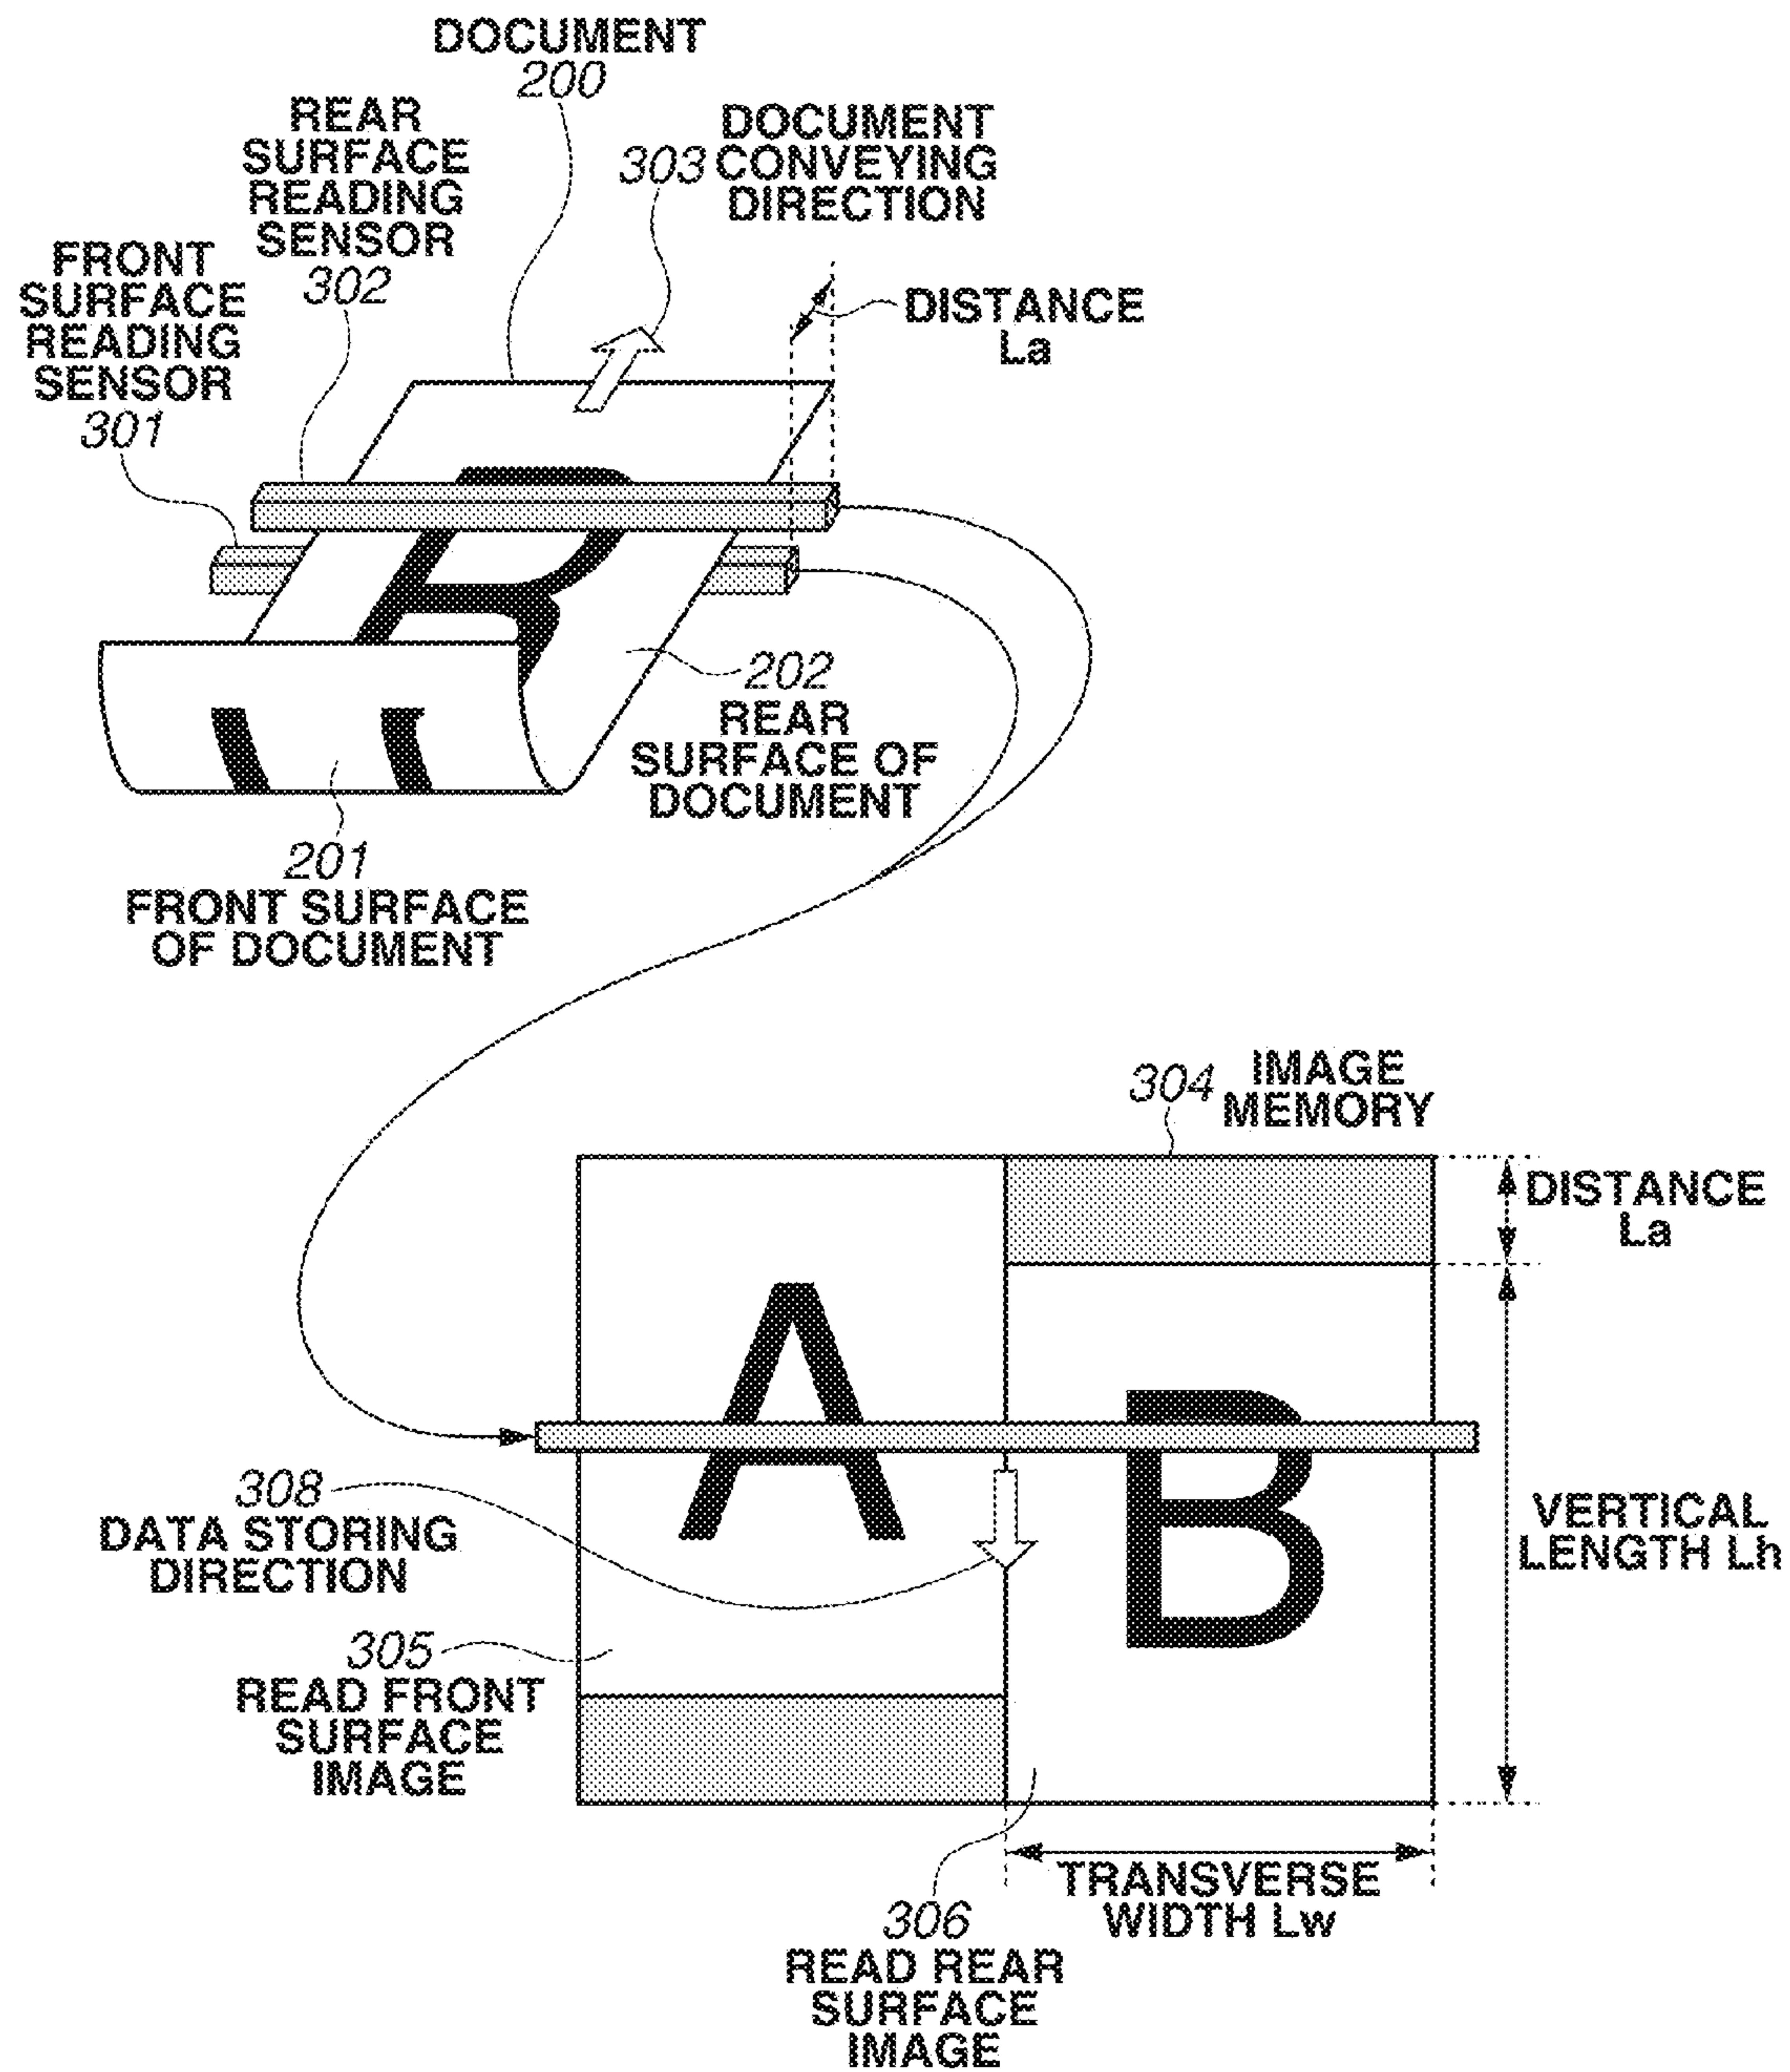 DOCUMENT
200
REAR
SURFACE
READING
SENSOR
302
303
DOCUMENT
CONVEYING
DIRECTION
FRONT
SURFACE
READING
SENSOR
301
DISTANCE
La
202
REAR
SURFACE OF
DOCUMENT
201
FRONT SURFACE
OF DOCUMENT
304
IMAGE
MEMORY
DISTANCE
La
A
B
308
DATA STORING
DIRECTION
VERTICAL
LENGTH Lh
305
READ FRONT
SURFACE
IMAGE
TRANSVERSE
WIDTH Lw
306
READ REAR
SURFACE
IMAGE